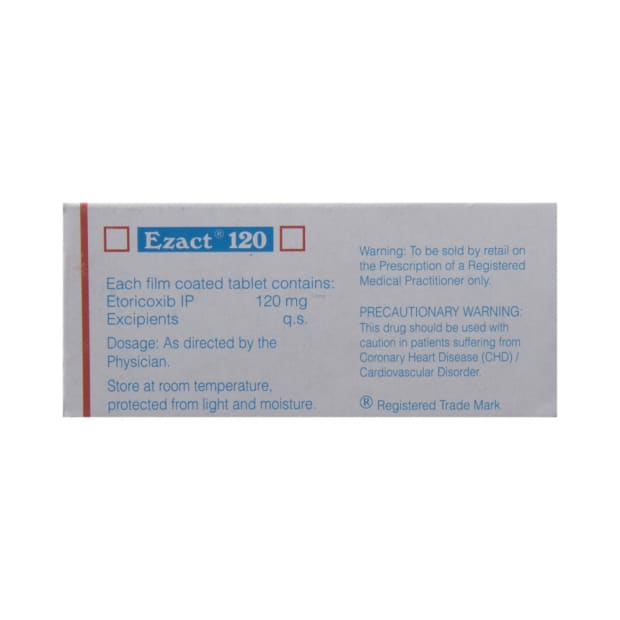 Ezact® 120
Each film coated tablet contains:
Etoricoxib IP 120 mg
Excipients q.s.
Dosage: As directed by the
Physician.
Store at room temperature,
protected from light and moisture.
Warning: To be sold by retail on
the Prescription of a Registered
Medical Practitioner only.
PRECAUTIONARY WARNING:
This drug should be used with
caution in patients suffering from
Coronary Heart Disease (CHD) /
Cardiovascular Disorder.
® Registered Trade Mark